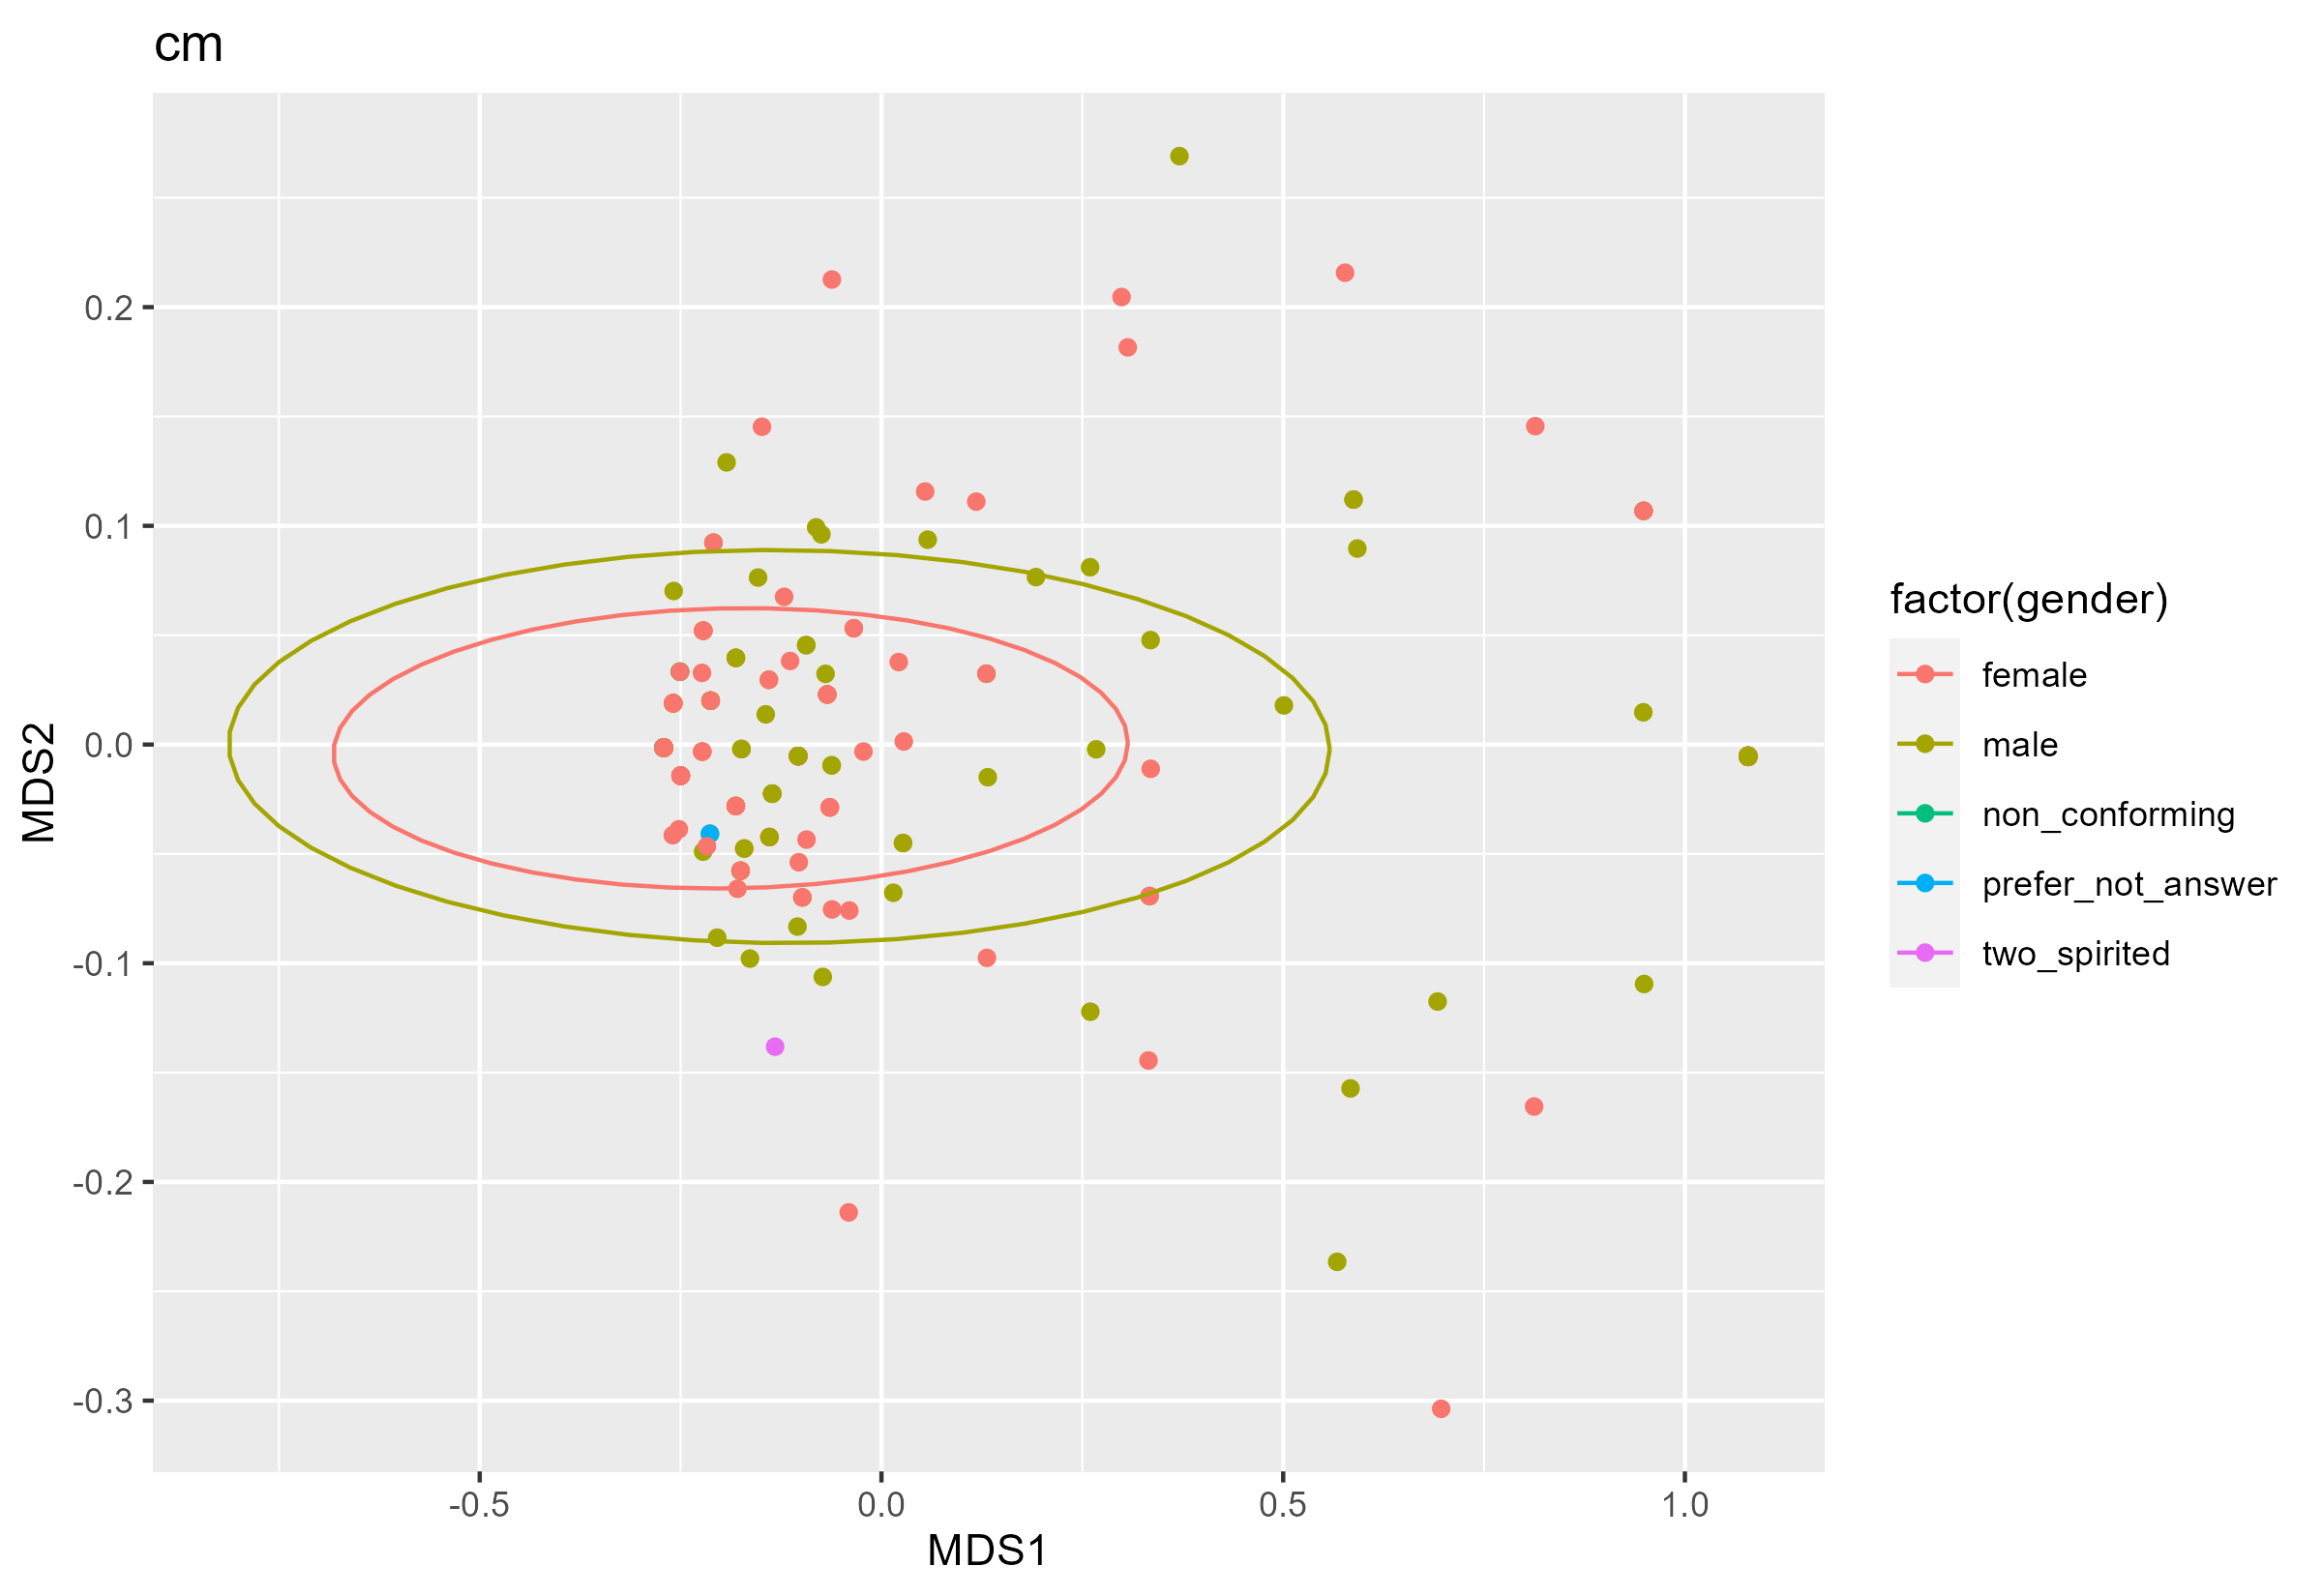 cm
MDS2
0.2
0.1
0.0
-0.1
-0.2
-0.3
-0.5
0.0
0.5
1.0
MDS1
factor(gender)
female
male
non_conforming
prefer_not_answer
two_spirited